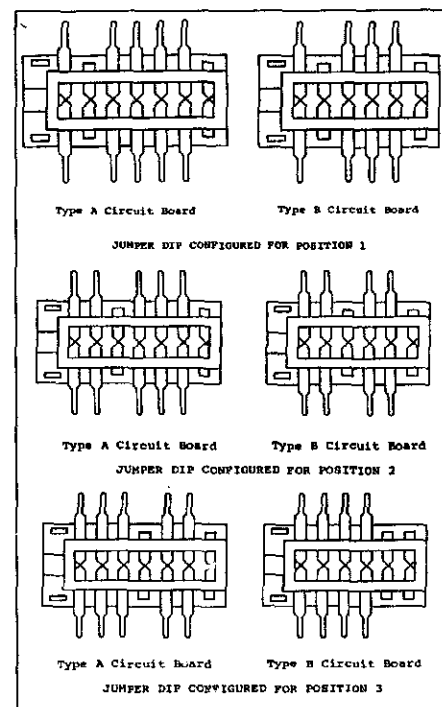 Type A Circuit Board Type B Circuit Board
JUMPER DIP CONFIGURED FOR POSITION 1
Type A Circuit Board Type B Circuit Board
JUMPER DIP CONFIGURED FOR POSITION 2
Type A Circuit Board Type B Circuit Board
JUMPER DIP CONFIGURED FOR POSITION 3